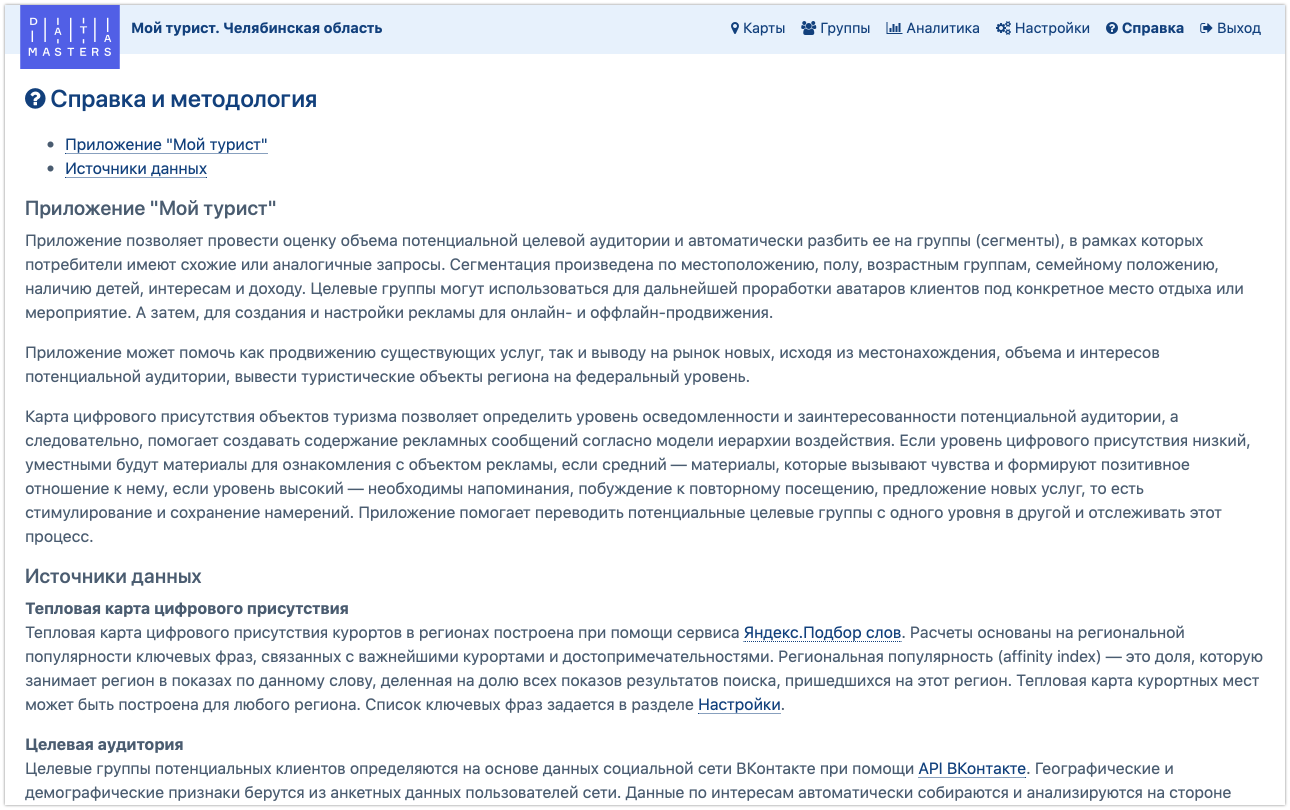 DATA
MASTERS
Мой турист. Челябинская область
Карты Группы Аналитика Настройки Справка Выход
Справка и методология
Приложение "Мой турист"
Источники данных
Приложение "Мой турист"
Приложение позволяет провести оценку объема потенциальной целевой аудитории и автоматически разбить ее на группы (сегменты), в рамках которых
потребители имеют схожие или аналогичные запросы. Сегментация произведена по местоположению, полу, возрастным группам, семейному положению,
наличию детей, интересам и доходу. Целевые группы могут использоваться для дальнейшей проработки аватаров клиентов под конкретное место отдыха или
мероприятие. А затем, для создания и настройки рекламы для онлайн- и оффлайн-продвижения.
Приложение может помочь как продвижению существующих услуг, так и выводу на рынок новых, исходя из местонахождения, объема и интересов
потенциальной аудитории, вывести туристические объекты региона на федеральный уровень.
Карта цифрового присутствия объектов туризма позволяет определить уровень осведомленности и заинтересованности потенциальной аудитории, а
следовательно, помогает создавать содержание рекламных сообщений согласно модели иерархии воздействия. Если уровень цифрового присутствия низкий,
уместными будут материалы для ознакомления с объектом рекламы, если средний — материалы, которые вызывают чувства и формируют позитивное
отношение к нему, если уровень высокий — необходимы напоминания, побуждение к повторному посещению, предложение новых услуг, то есть
стимулирование и сохранение намерений. Приложение помогает переводить потенциальные целевые группы с одного уровня в другой и отслеживать этот
процесс.
Источники данных
Тепловая карта цифрового присутствия
Тепловая карта цифрового присутствия курортов в регионах построена при помощи сервиса Яндекс.Подбор слов. Расчеты основаны на региональной
популярности ключевых фраз, связанных с важнейшими курортами и достопримечательностями. Региональная популярность (affinity index) — это доля, которую
занимает регион в показах по данному слову, деленная на долю всех показов результатов поиска, пришедшихся на этот регион. Тепловая карта курортных мест
может быть построена для любого региона. Список ключевых фраз задается в разделе Настройки.
Целевая аудитория
Целевые группы потенциальных клиентов определяются на основе данных социальной сети ВКонтакте при помощи API ВКонтакте. Географические и
демографические признаки берутся из анкетных данных пользователей сети. Данные по интересам автоматически собираются и анализируются на стороне